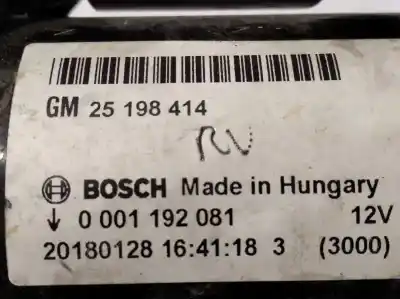 GM 25 198 414
RV
BOSCH Made in Hungary
↓ 0 001 192 081 12V
20180128 16:41:18 3 (3000)